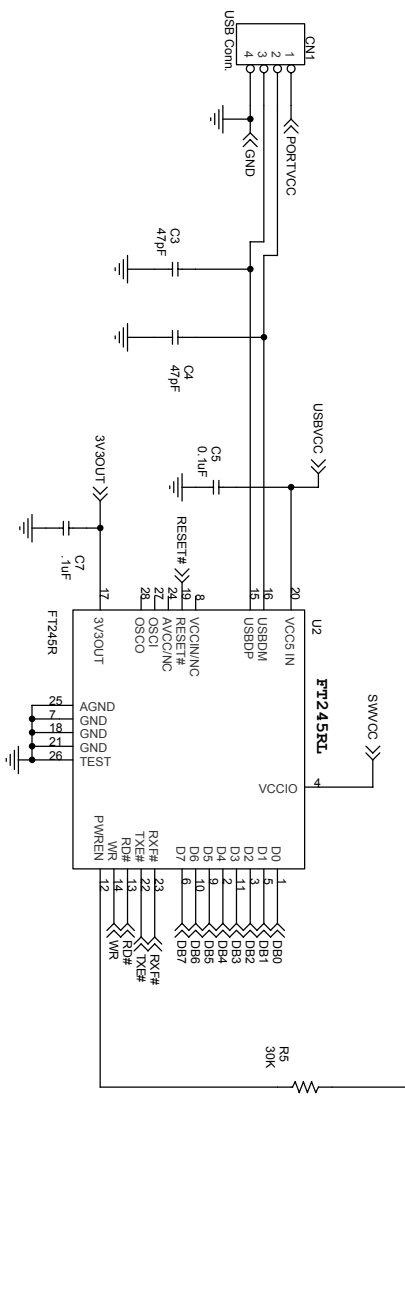 CN1
1
2
3
4
USB Conn.
PORTVCC
GND
C3
47pF
C4
47pF
USBVCC
C5
0.1uF
3V3OUT
C7
.1uF
RESET#
U2
FT245RL
FT245R
20
VCC5 IN
16
USBDM
15
USBDP
8
VCCIN/NC
19
RESET#
24
AVCC/NC
27
OSCI
28
OSCO
17
3V3OUT
25
AGND
7
GND
18
GND
21
GND
26
TEST
SWVCC
4
VCCIO
D0
1
DB0
D1
5
DB1
D2
3
DB2
D3
11
DB3
D4
2
DB4
D5
9
DB5
D6
10
DB6
D7
6
DB7
RXF#
23
RXF#
TXE#
22
TXE#
RD#
13
RD#
WR
14
WR
PWREN
12
R5
30K